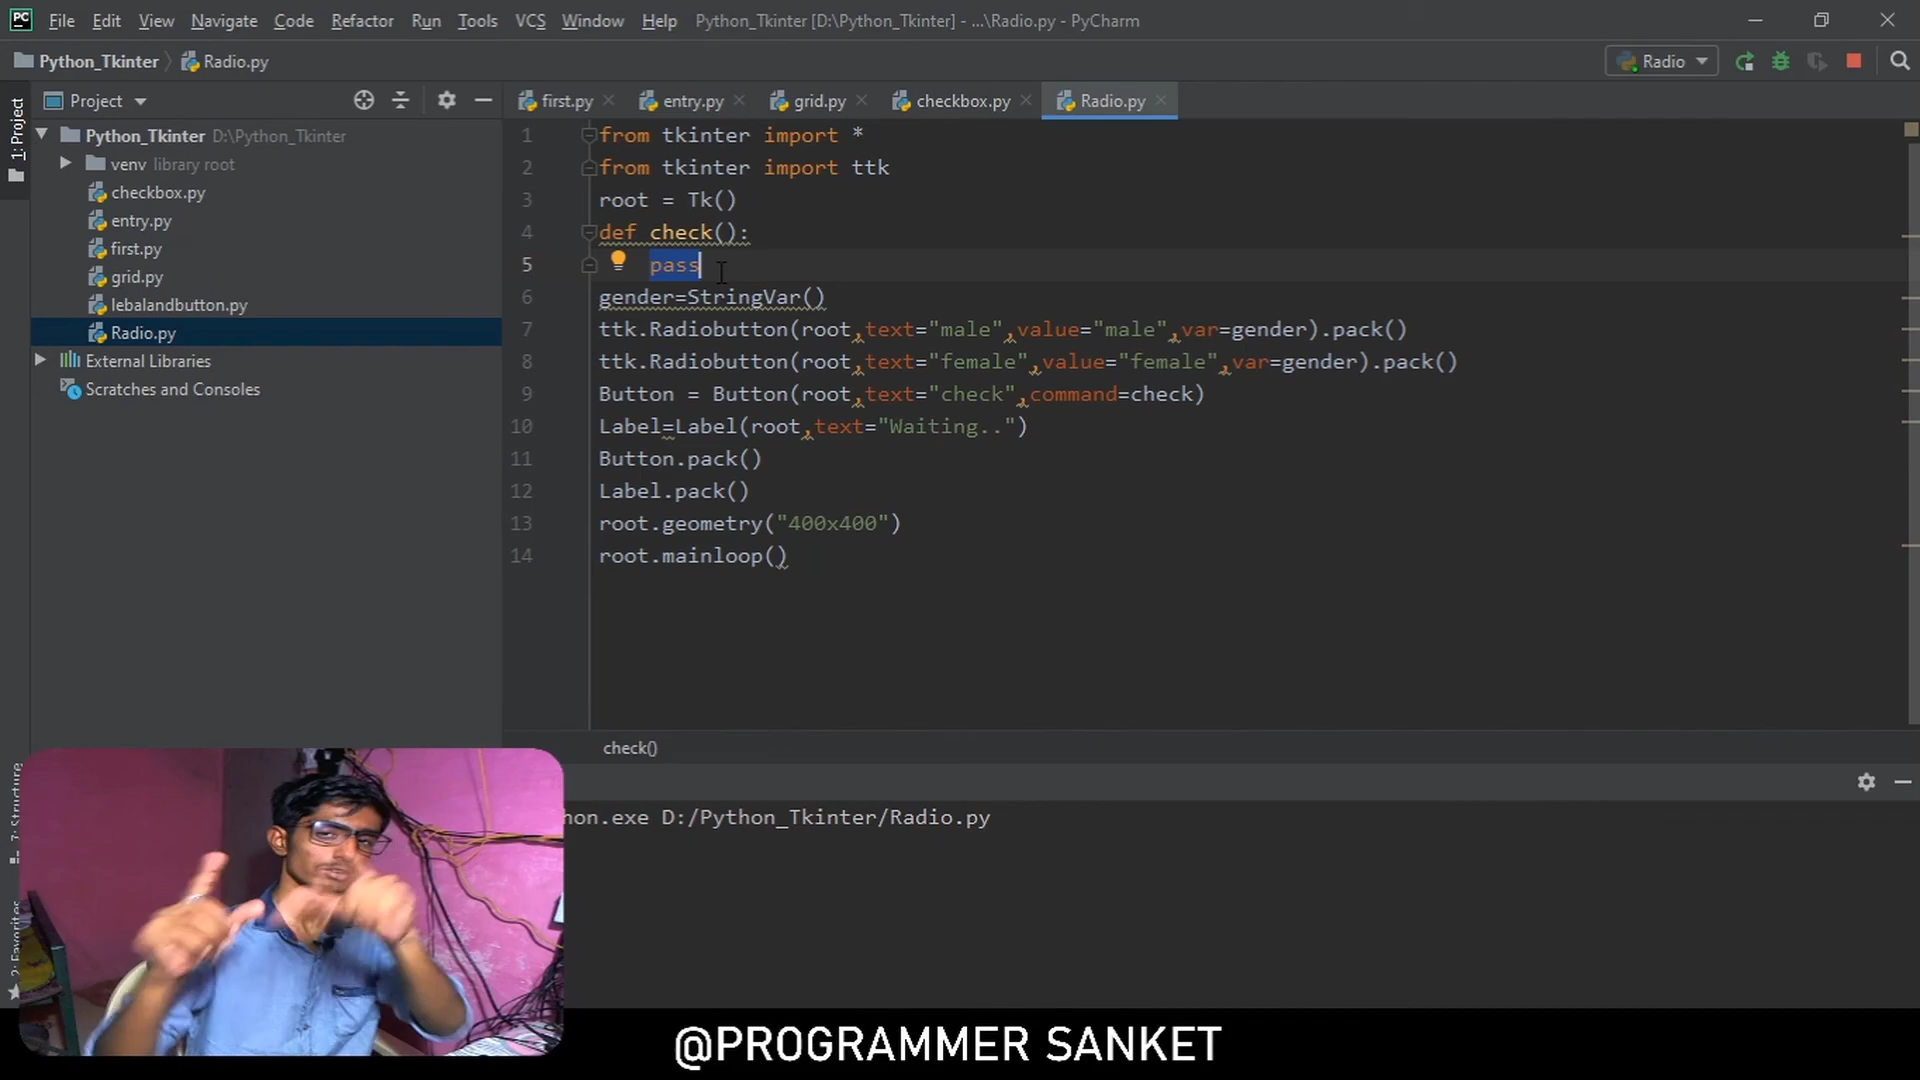 PC File Edit View Navigate Code Refactor Run Tools VCS Window Help Python_Tkinter [D:\Python_Tkinter] - ...\Radio.py - PyCharm
Python_Tkinter Radio.py Radio
Project first.py entry.py grid.py checkbox.py Radio.py
1: Project
Python_Tkinter D:\Python_Tkinter
venv library root
checkbox.py
entry.py
first.py
grid.py
lebalandbutton.py
Radio.py
External Libraries
Scratches and Consoles
1 from tkinter import *
2 from tkinter import ttk
3 root = Tk()
4 def check():
5 pass
6 gender=StringVar()
7 ttk.Radiobutton(root,text="male",value="male",var=gender).pack()
8 ttk.Radiobutton(root,text="female",value="female",var=gender).pack()
9 Button = Button(root,text="check",command=check)
10 Label=Label(root,text="Waiting..")
11 Button.pack()
12 Label.pack()
13 root.geometry("400x400")
14 root.mainloop()
check()
7: Structure
hon.exe D:/Python_Tkinter/Radio.py
2: Favorites
@PROGRAMMER SANKET